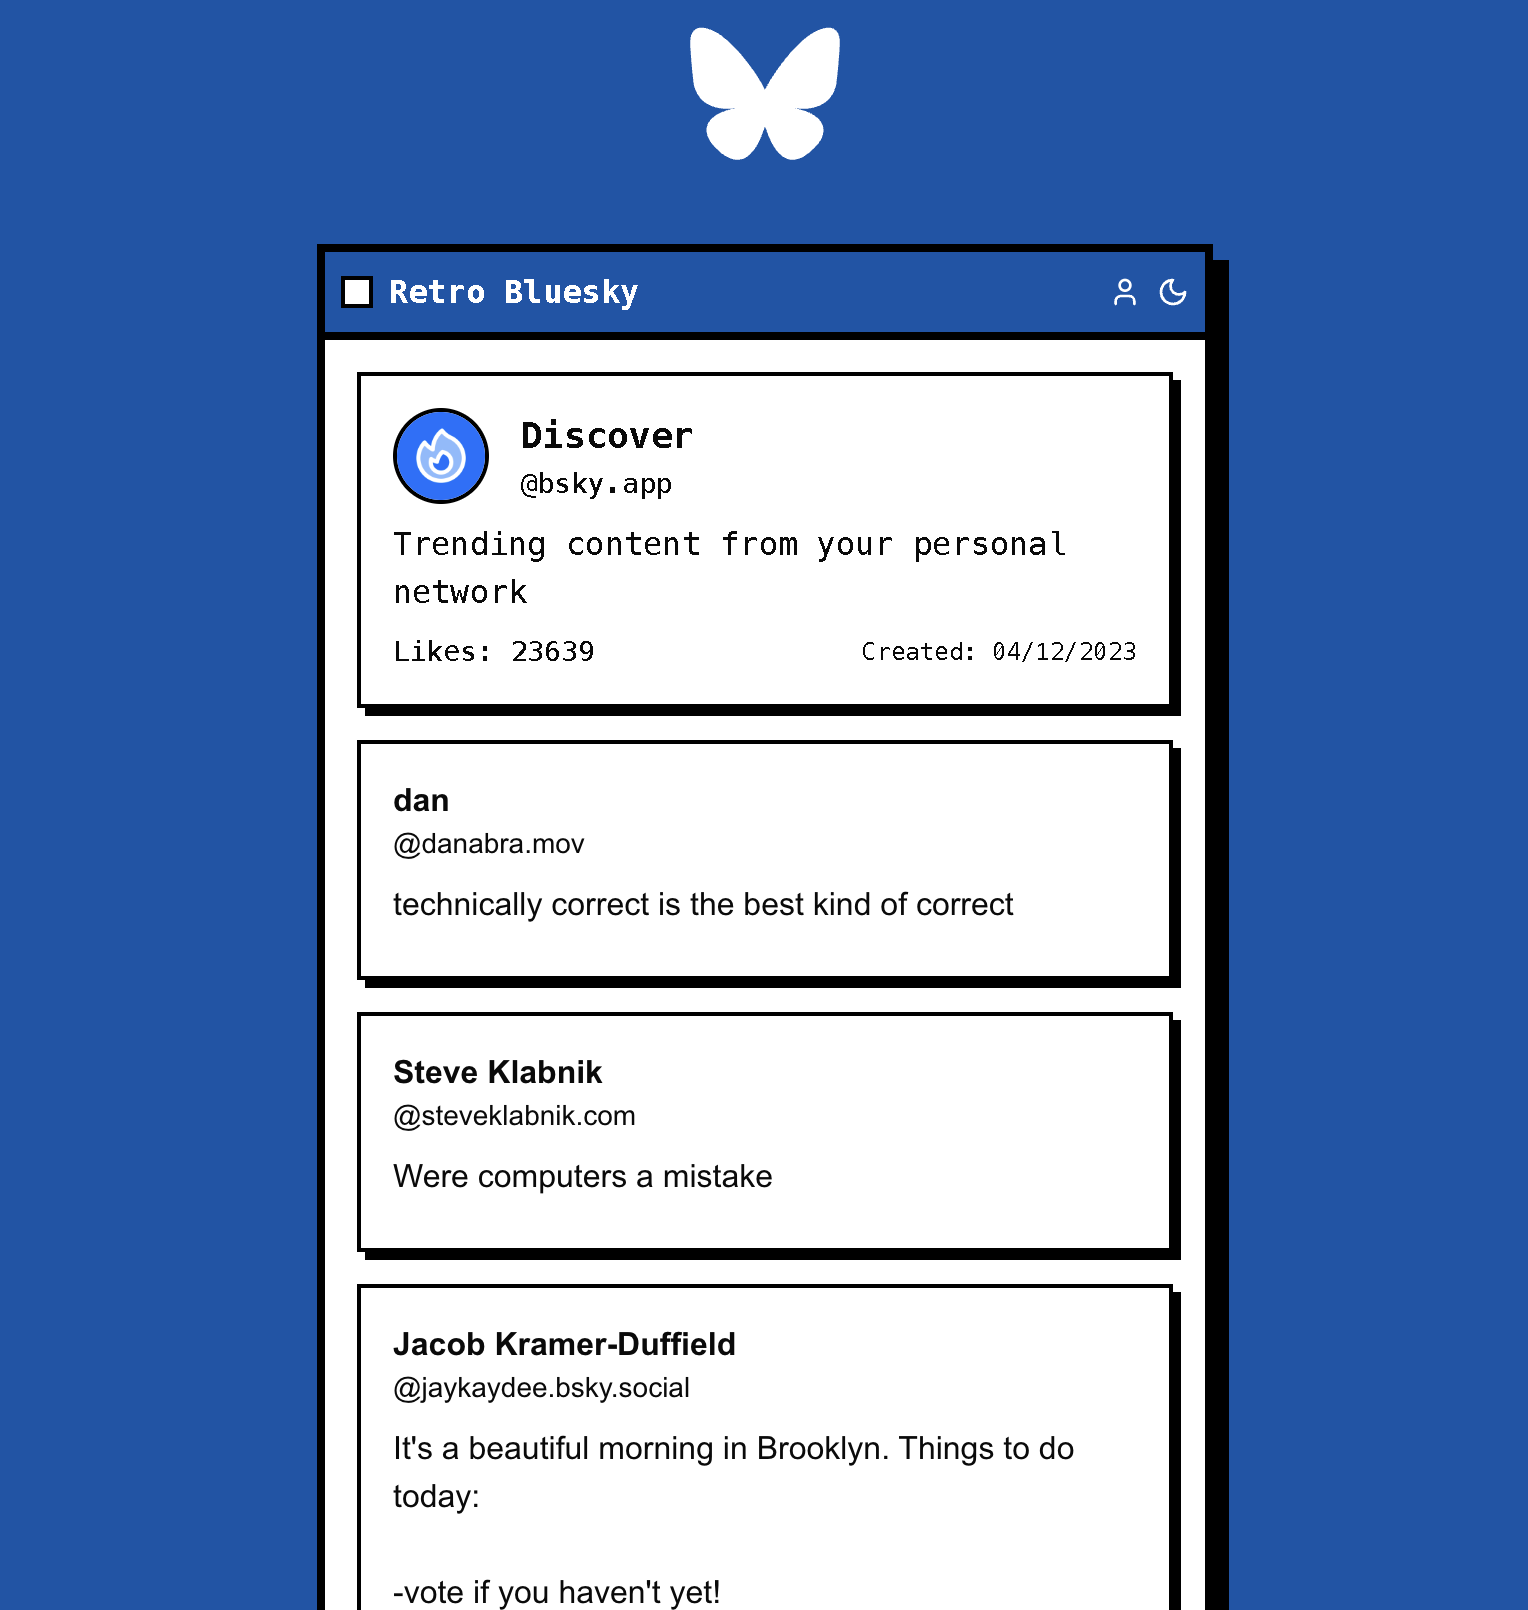 Retro Bluesky
Discover
@bsky.app
Trending content from your personal
network
Likes: 23639
Created: 04/12/2023
dan
@danabra.mov
technically correct is the best kind of correct
Steve Klabnik
@steveklabnik.com
Were computers a mistake
Jacob Kramer-Duffield
@jaykaydee.bsky.social
It's a beautiful morning in Brooklyn. Things to do
today:
-vote if you haven't yet!